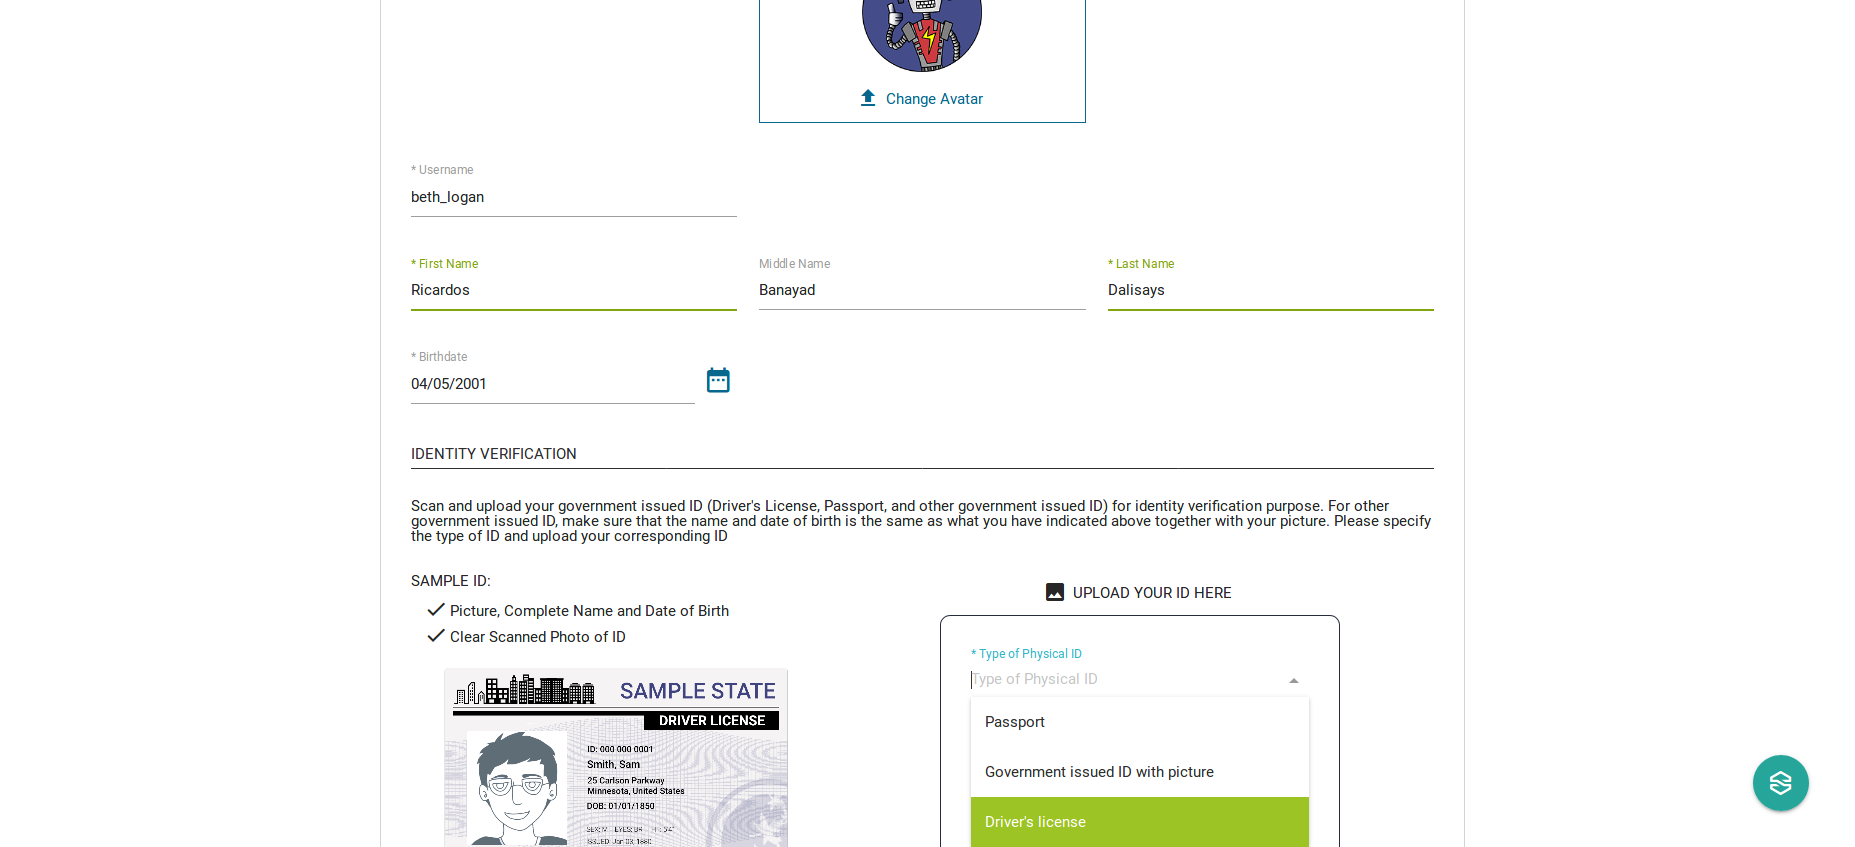 Change Avatar
* Username
beth_logan
* First Name
Middle Name
* Last Name
Ricardos
Banayad
Dalisays
* Birthdate
04/05/2001
IDENTITY VERIFICATION
Scan and upload your government issued ID (Driver's License, Passport, and other government issued ID) for identity verification purpose. For other
government issued ID, make sure that the name and date of birth is the same as what you have indicated above together with your picture. Please specify
the type of ID and upload your corresponding ID
SAMPLE ID:
Picture, Complete Name and Date of Birth
Clear Scanned Photo of ID
SAMPLE STATE
DRIVER LICENSE
ID: 000 000 0001
Smith, Sam
25 Carlson Parkway
Minnesota, United States
DOB: 01/01/1850
UPLOAD YOUR ID HERE
* Type of Physical ID
Type of Physical ID
Passport
Government issued ID with picture
Driver's license